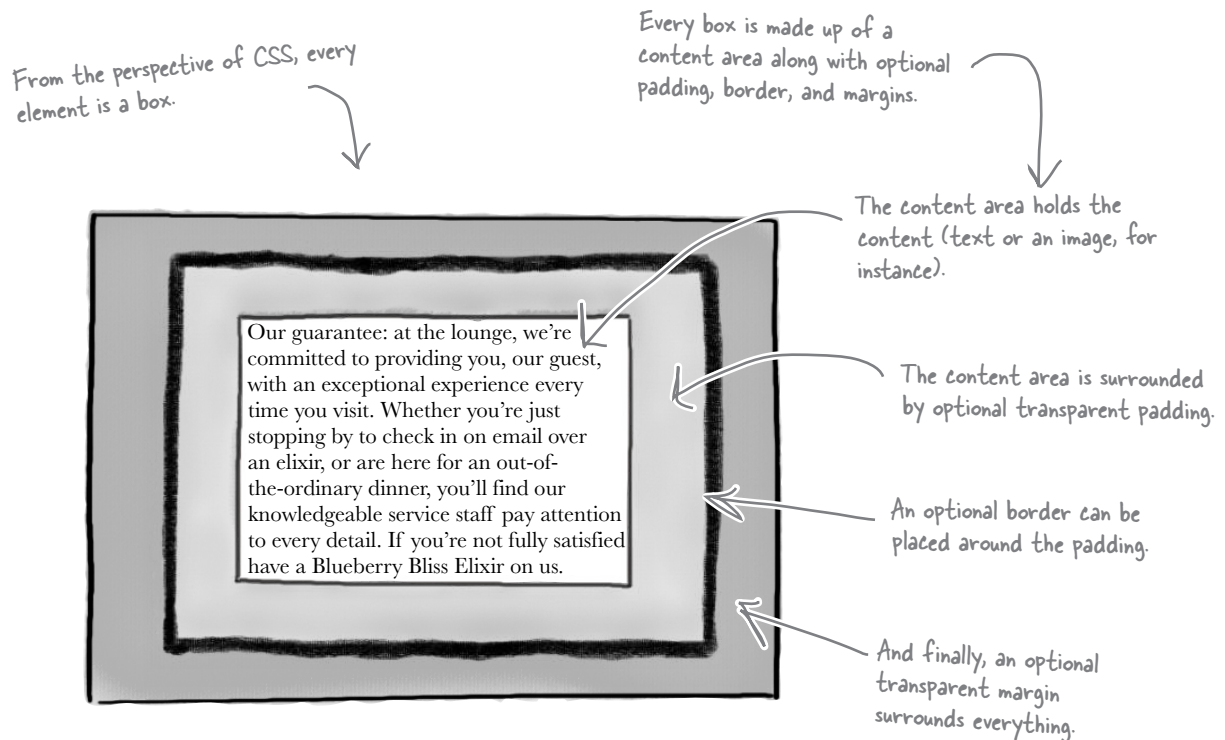 From the perspective of CSS, every
element is a box.
Every box is made up of a
content area along with optional
padding, border, and margins.
The content area holds the
content (text or an image, for
instance).
Our guarantee: at the lounge, we’re
committed to providing you, our guest,
with an exceptional experience every
time you visit. Whether you’re just
stopping by to check in on email over
an elixir, or are here for an out-of-
the-ordinary dinner, you’ll find our
knowledgeable service staff pay attention
to every detail. If you’re not fully satisfied
have a Blueberry Bliss Elixir on us.
The content area is surrounded
by optional transparent padding.
An optional border can be
placed around the padding.
And finally, an optional
transparent margin
surrounds everything.